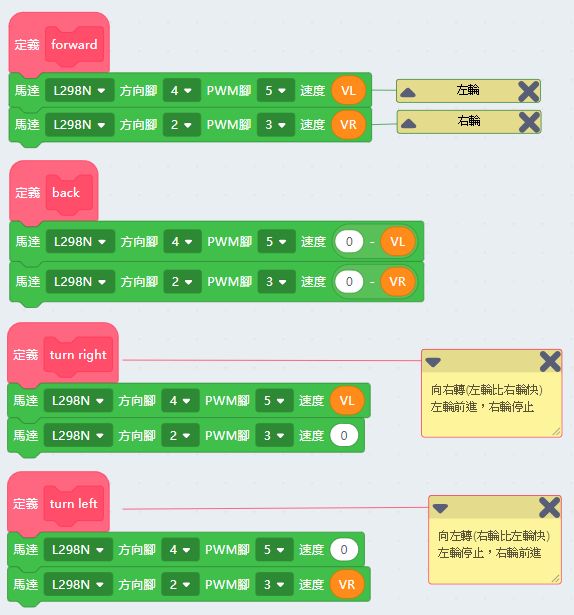 定義 forward
馬達 L298N 方向腳 4 PWM腳 5 速度 VL
左輪
馬達 L298N 方向腳 2 PWM腳 3 速度 VR
右輪
定義 back
馬達 L298N 方向腳 4 PWM腳 5 速度 0 - VL
馬達 L298N 方向腳 2 PWM腳 3 速度 0 - VR
定義 turn right
馬達 L298N 方向腳 4 PWM腳 5 速度 VL
馬達 L298N 方向腳 2 PWM腳 3 速度 0
向右轉(左輪比右輪快)
左輪前進，右輪停止
定義 turn left
馬達 L298N 方向腳 4 PWM腳 5 速度 0
馬達 L298N 方向腳 2 PWM腳 3 速度 VR
向左轉(右輪比左輪快)
左輪停止，右輪前進